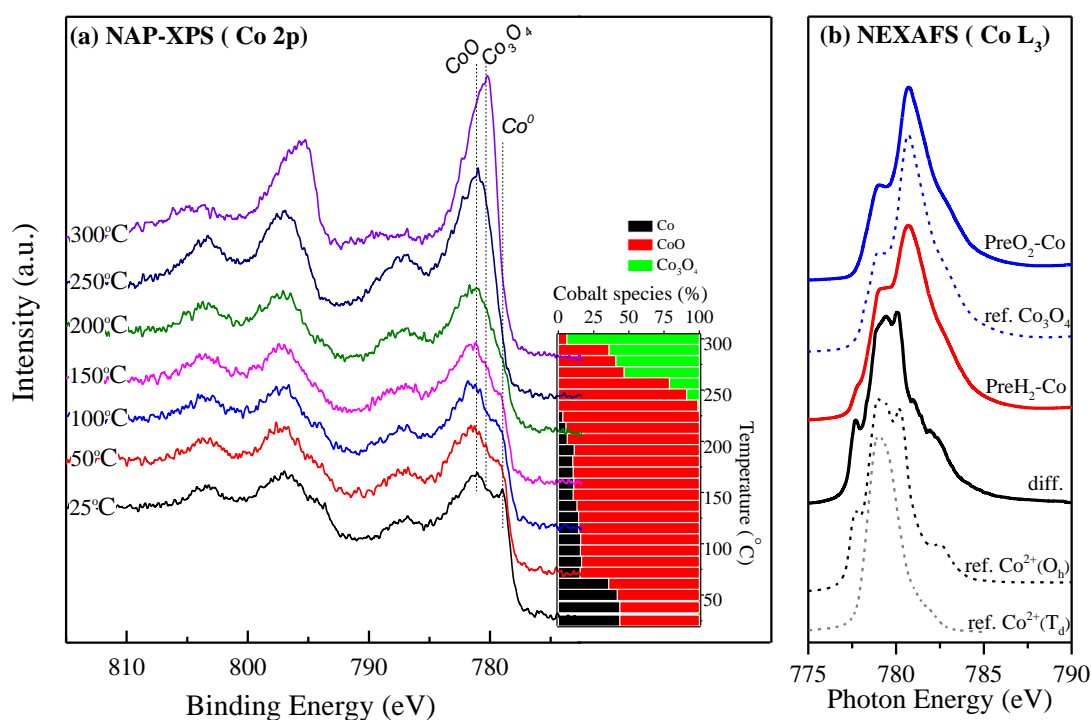 (a) NAP-XPS ( Co 2p)
CoO
Co₃O₄
Co⁰
300°C
250°C
200°C
150°C
100°C
50°C
25°C
Intensity (a.u.)
Co
CoO
Co₃O₄
Cobalt species (%)
0 25 50 75 100
300
250
200
150
100
50
Temperature (°C)
810 800 790 780
Binding Energy (eV)
(b) NEXAFS ( Co L₃)
PreO₂-Co
ref. Co₃O₄
PreH₂-Co
diff.
ref. Co²⁺(Oₕ)
ref. Co²⁺(T_d)
775 780 785 790
Photon Energy (eV)